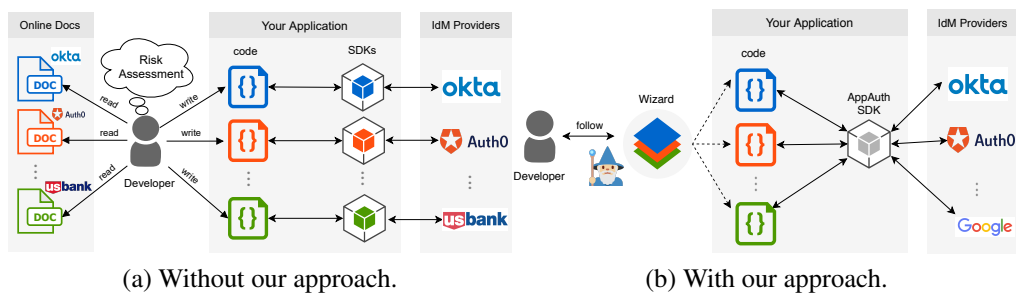 Online Docs
okta
DOC
Auth0
DOC
usbank
DOC
Risk
Assessment
read
read
read
write
write
write
Developer
Your Application
code
SDKs
{}
{}
{}
IdM Providers
okta
Auth0
usbank
(a) Without our approach.
Developer
follow
Wizard
Your Application
code
{}
{}
{}
AppAuth
SDK
IdM Providers
okta
Auth0
Google
(b) With our approach.